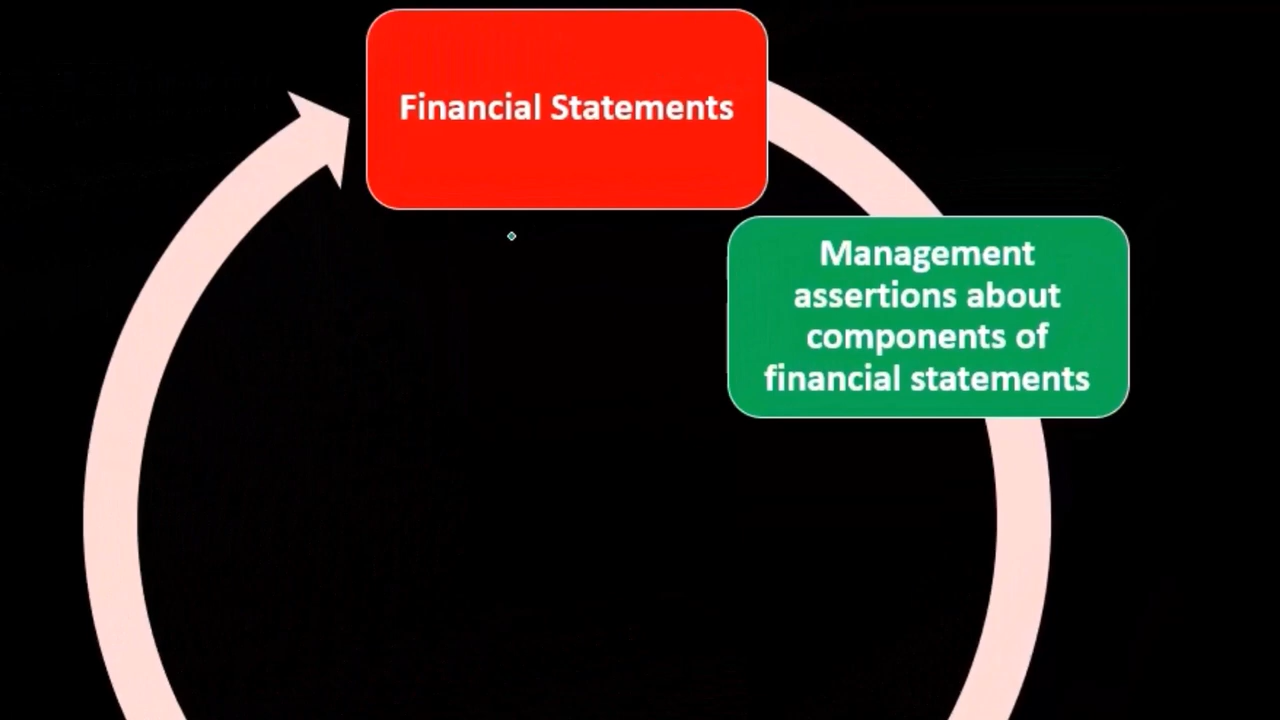 Financial Statements
Management
assertions about
components of
financial statements